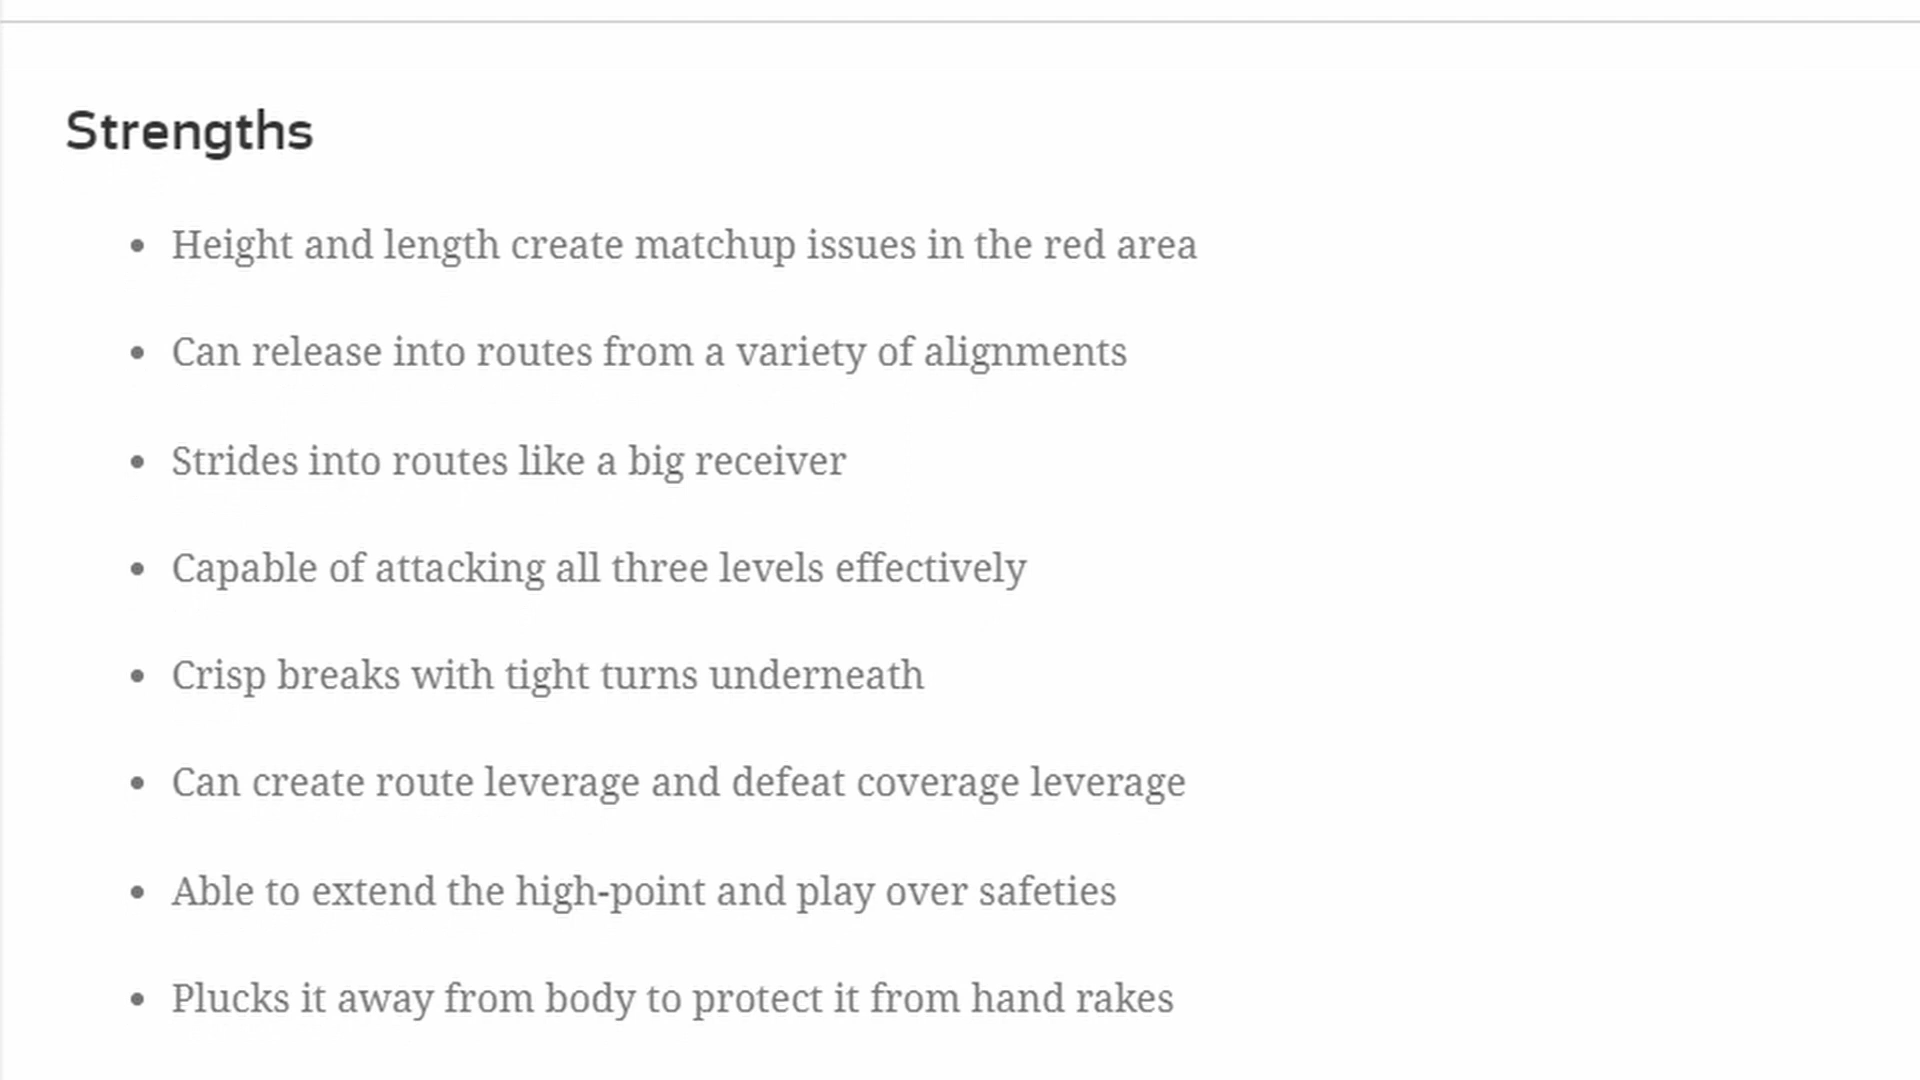 Strengths
Height and length create matchup issues in the red area
Can release into routes from a variety of alignments
Strides into routes like a big receiver
Capable of attacking all three levels effectively
Crisp breaks with tight turns underneath
Can create route leverage and defeat coverage leverage
Able to extend the high-point and play over safeties
Plucks it away from body to protect it from hand rakes